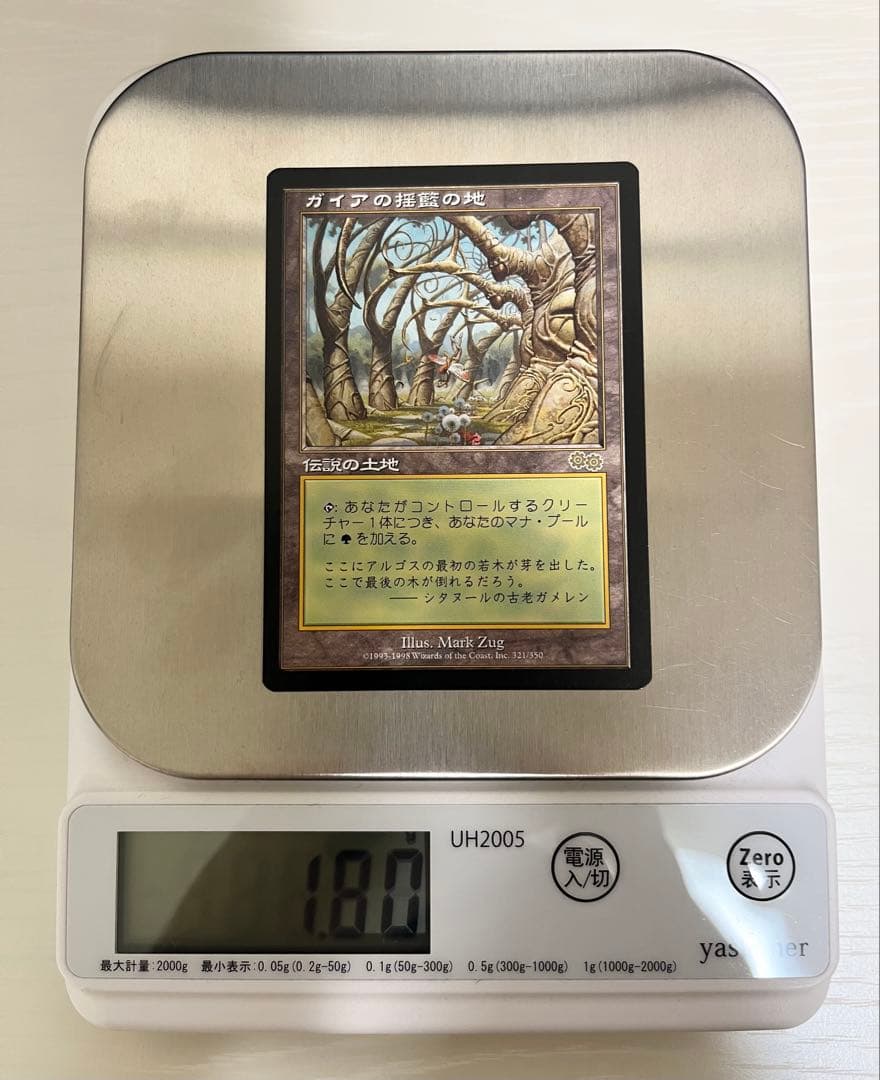 ガイアの揺籃の地
伝説の土地
: あなたがコントロールするクリー
チャー1体につき、あなたのマナ・プール
に を加える。
ここにアルゴスの最初の若木が芽を出した。
ここで最後の木が倒れるだろう。
—— シタヌールの古老ガメレン
Illus. Mark Zug
©1993-1998 Wizards of the Coast, Inc. 321/350
1.80
UH2005
電源
入/切
Zero
表示
最大計量:2000g 最小表示:0.05g(0.2g-50g) 0.1g(50g-300g) 0.5g(300g-1000g) 1g(1000g-2000g)